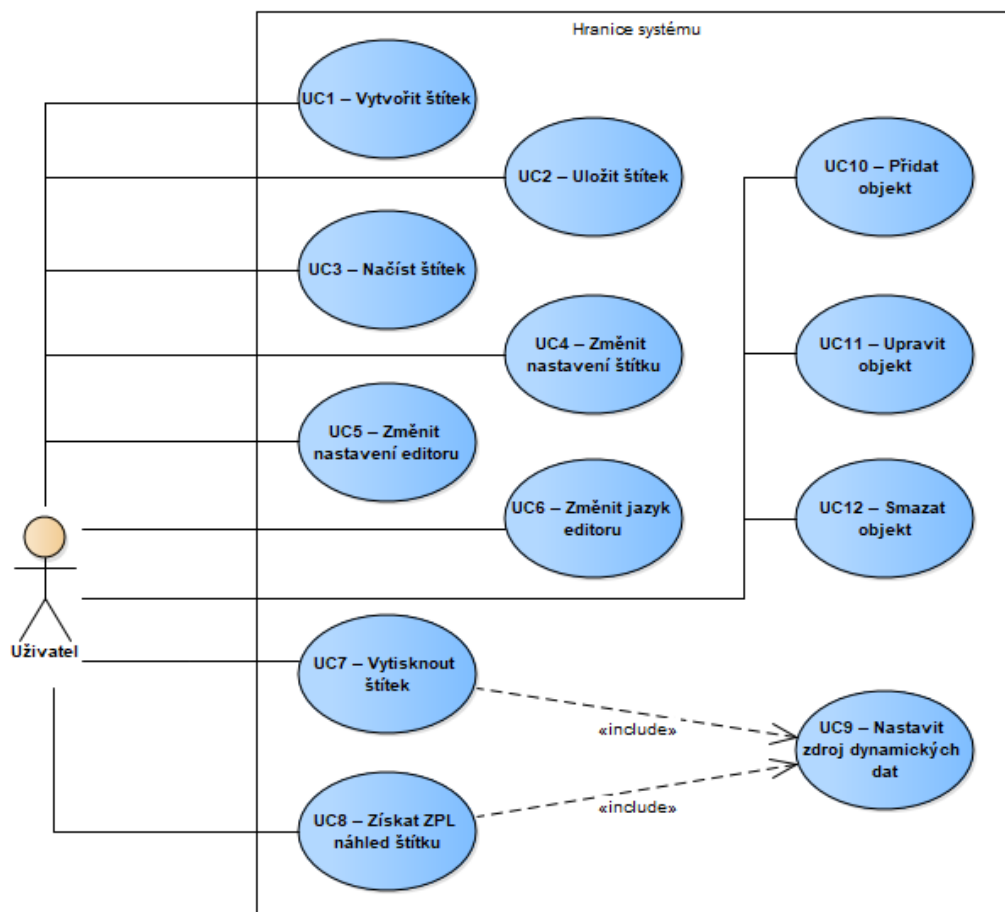 Hranice systému
UC1 – Vytvořit štítek
UC2 – Uložit štítek
UC10 – Přidat
objekt
UC3 – Načíst štítek
UC4 – Změnit
nastavení štítku
UC11 – Upravit
objekt
UC5 – Změnit
nastavení editoru
UC6 – Změnit jazyk
editoru
UC12 – Smazat
objekt
Uživatel
UC7 – Vytisknout
štítek
«include»
UC9 – Nastavit
zdroj dynamických
dat
UC8 – Získat ZPL
náhled štítku
«include»